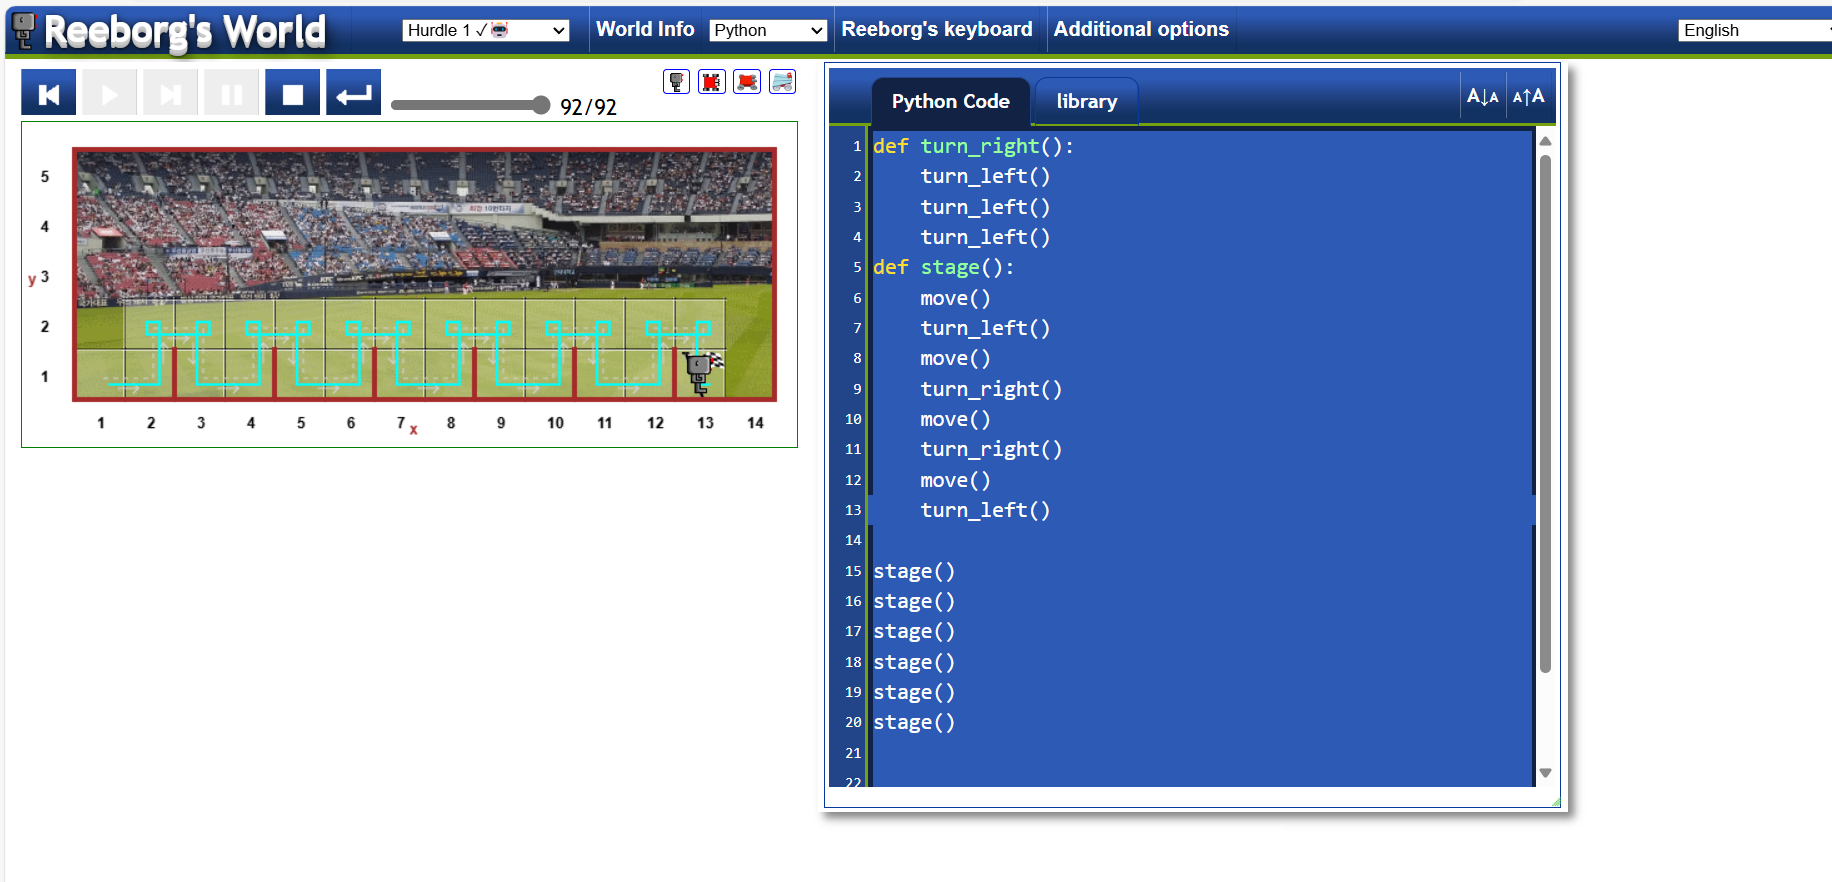 Reeborg's World
Hurdle 1 ✓🤖
World Info
Python
Reeborg's keyboard
Additional options
English
92/92
5
4
y 3
2
1
1 2 3 4 5 6 7 x 8 9 10 11 12 13 14
Python Code
library
A↓A
A↑A
1 def turn_right():
2     turn_left()
3     turn_left()
4     turn_left()
5 def stage():
6     move()
7     turn_left()
8     move()
9     turn_right()
10     move()
11     turn_right()
12     move()
13     turn_left()
14
15 stage()
16 stage()
17 stage()
18 stage()
19 stage()
20 stage()
21
22